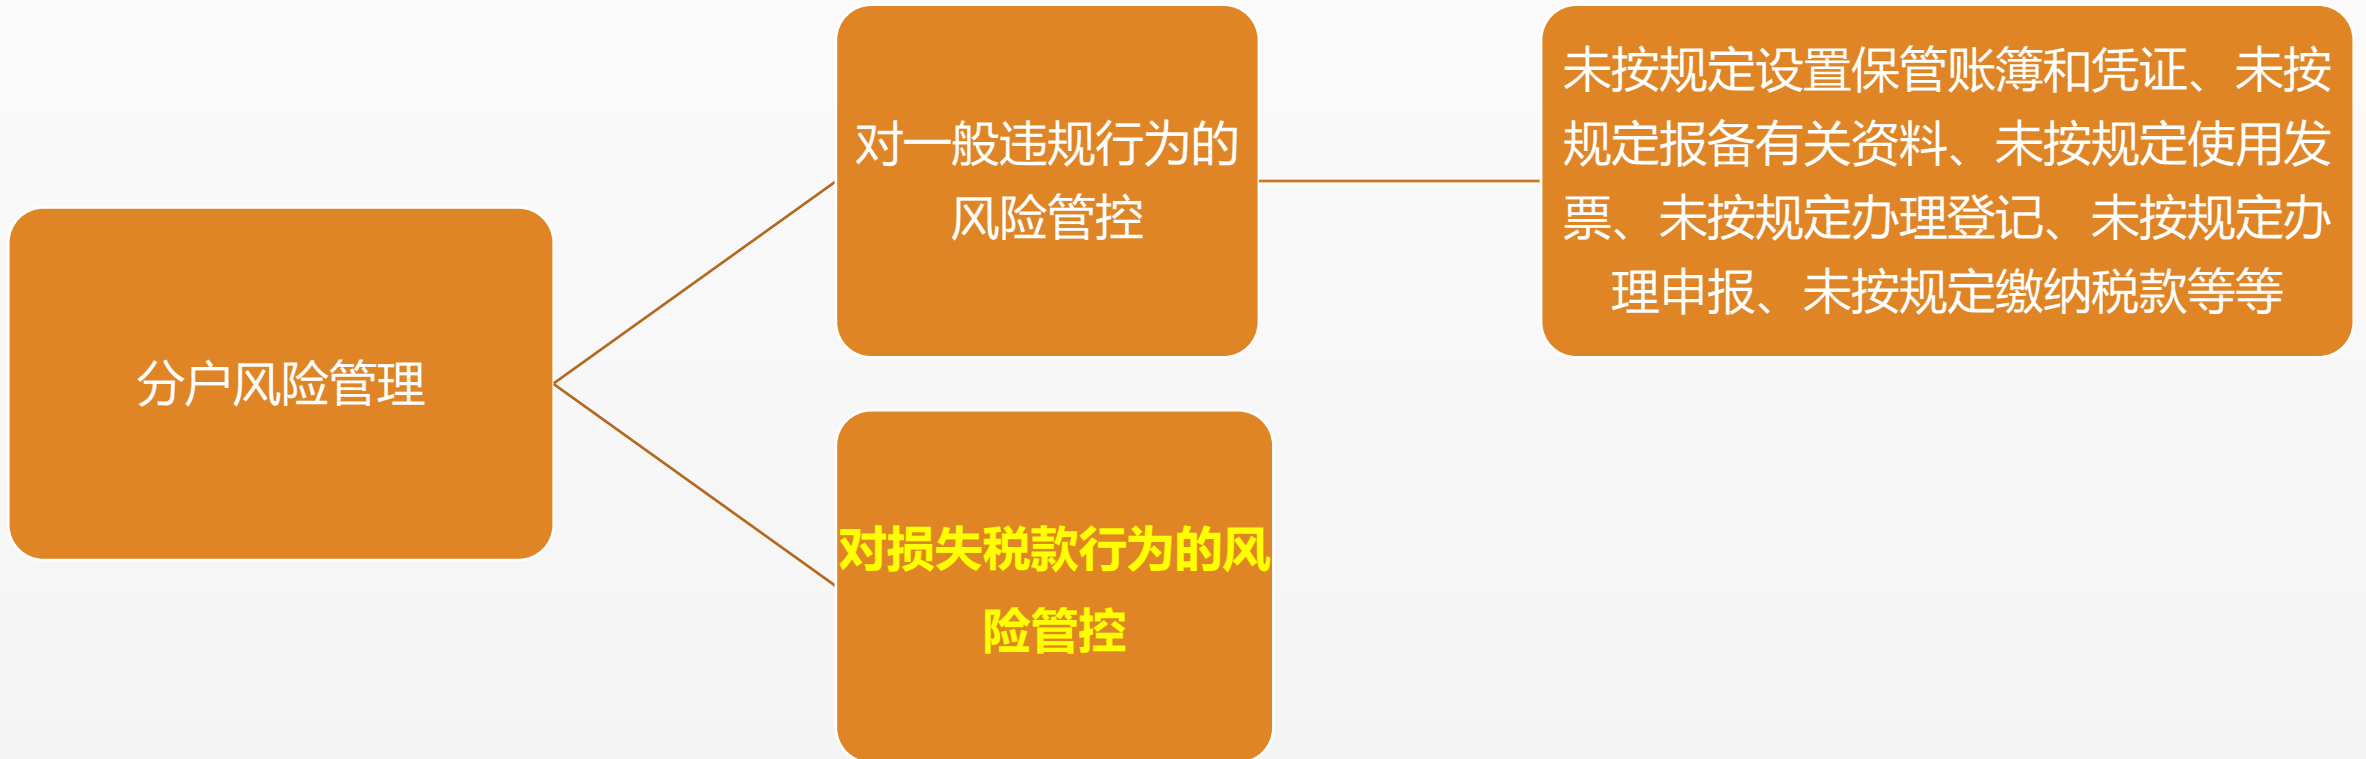 分户风险管理
对一般违规行为的
风险管控
未按规定设置保管账簿和凭证、未按
规定报备有关资料、未按规定使用发
票、未按规定办理登记、未按规定办
理申报、未按规定缴纳税款等等
对损失税款行为的风
险管控